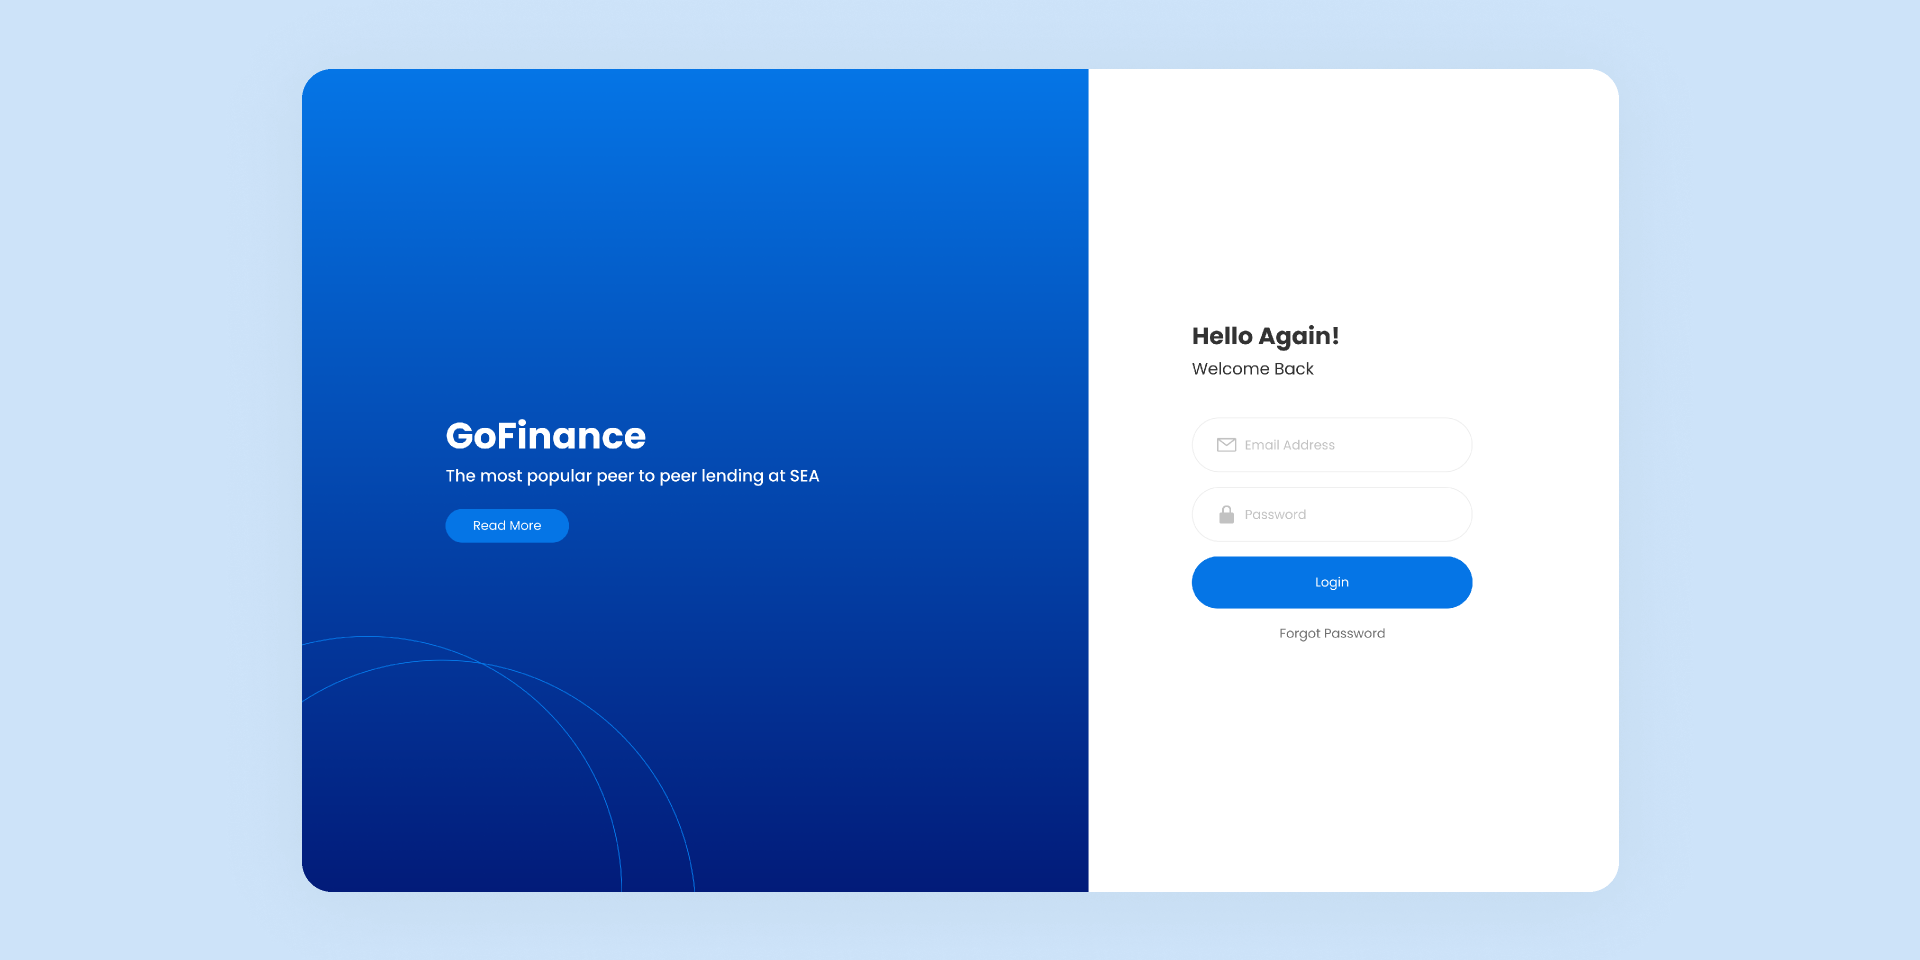 GoFinance
The most popular peer to peer lending at SEA
Read More
Hello Again!
Welcome Back
Email Address
Password
Login
Forgot Password